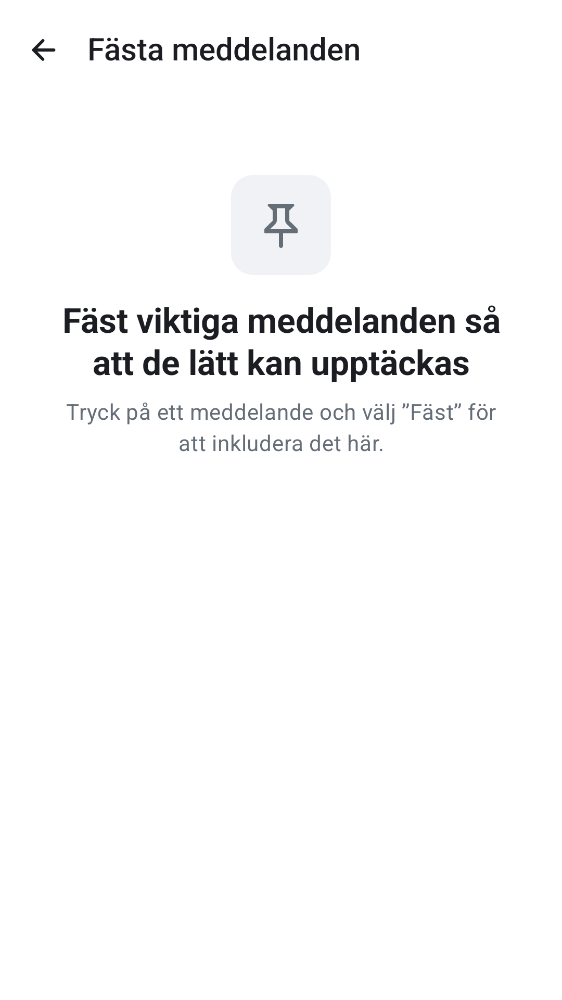 Fästa meddelanden
Fäst viktiga meddelanden så
att de lätt kan upptäckas
Tryck på ett meddelande och välj ”Fäst” för
att inkludera det här.